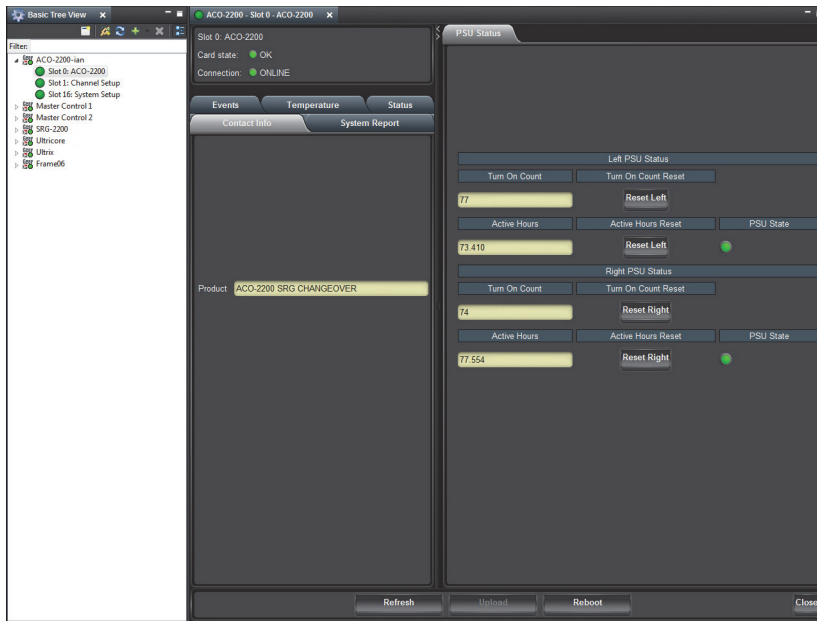 Basic Tree View
Filter:
ACO-2200-ian
Slot 0: ACO-2200
Slot 1: Channel Setup
Slot 16: System Setup
Master Control 1
Master Control 2
SRG-2200
Ultricore
Ultrix
Frame06
ACO-2200 - Slot 0 - ACO-2200
Slot 0: ACO-2200
Card state: OK
Connection: ONLINE
Events Temperature Status
Contact Info System Report
Product ACO-2200 SRG CHANGEOVER
PSU Status
Left PSU Status
Turn On Count Turn On Count Reset
77 Reset Left
Active Hours Active Hours Reset PSU State
73.410 Reset Left
Right PSU Status
Turn On Count Turn On Count Reset
74 Reset Right
Active Hours Active Hours Reset PSU State
77.554 Reset Right
Refresh Upload Reboot Close